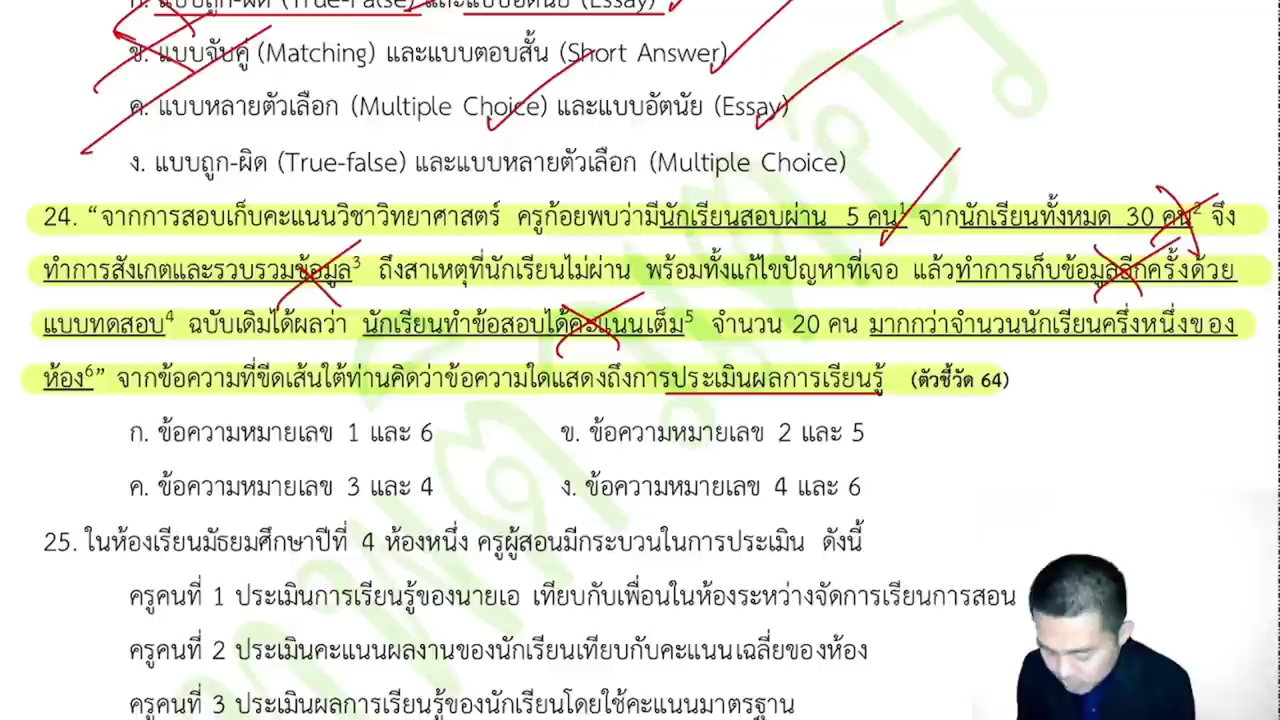 ก. แบบถูก-ผิด (True-False) และแบบอัตนัย (Essay)
ข. แบบจับคู่ (Matching) และแบบตอบสั้น (Short Answer)
ค. แบบหลายตัวเลือก (Multiple Choice) และแบบอัตนัย (Essay)
ง. แบบถูก-ผิด (True-false) และแบบหลายตัวเลือก (Multiple Choice)
24. “จากการสอบเก็บคะแนนวิชาวิทยาศาสตร์ ครูก้อยพบว่ามีนักเรียนสอบผ่าน 5 คน¹ จากนักเรียนทั้งหมด 30 คน² จึง
ทำการสังเกตและรวบรวมข้อมูล³ ถึงสาเหตุที่นักเรียนไม่ผ่าน พร้อมทั้งแก้ไขปัญหาที่เจอ แล้วทำการเก็บข้อมูลอีกครั้งด้วย
แบบทดสอบ⁴ ฉบับเดิมได้ผลว่า นักเรียนทำข้อสอบได้คะแนนเต็ม⁵ จำนวน 20 คน มากกว่าจำนวนนักเรียนครึ่งหนึ่งของ
ห้อง⁶” จากข้อความที่ขีดเส้นใต้ท่านคิดว่าข้อความใดแสดงถึงการประเมินผลการเรียนรู้ (ตัวชี้วัด 64)
ก. ข้อความหมายเลข 1 และ 6 ข. ข้อความหมายเลข 2 และ 5
ค. ข้อความหมายเลข 3 และ 4 ง. ข้อความหมายเลข 4 และ 6
25. ในห้องเรียนมัธยมศึกษาปีที่ 4 ห้องหนึ่ง ครูผู้สอนมีกระบวนในการประเมิน ดังนี้
ครูคนที่ 1 ประเมินการเรียนรู้ของนายเอ เทียบกับเพื่อนในห้องระหว่างจัดการเรียนการสอน
ครูคนที่ 2 ประเมินคะแนนผลงานของนักเรียนเทียบกับคะแนนเฉลี่ยของห้อง
ครูคนที่ 3 ประเมินผลการเรียนรู้ของนักเรียนโดยใช้คะแนนมาตรฐาน